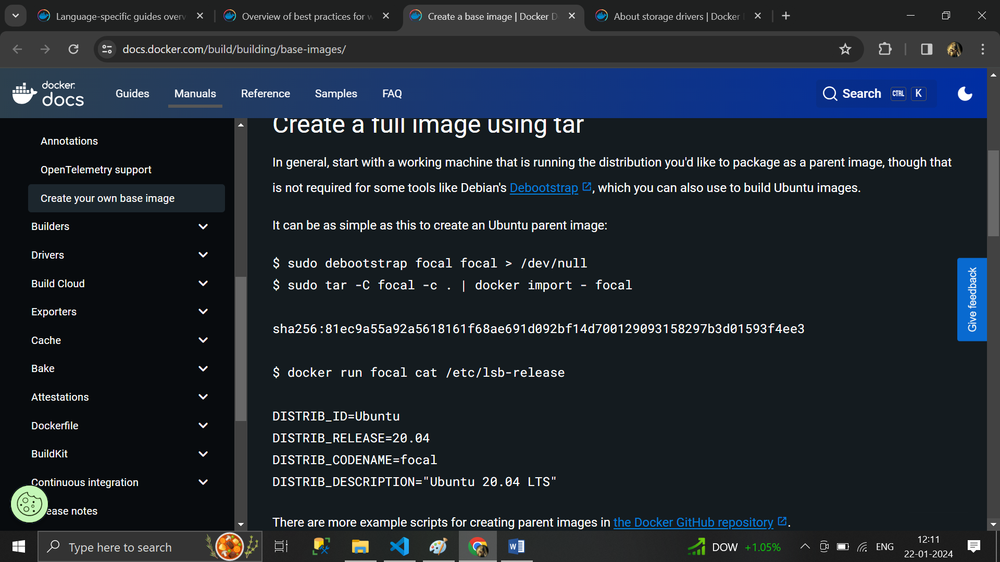 Language-specific guides overv
Overview of best practices for w
Create a base image | Docker D
About storage drivers | Docker
docs.docker.com/build/building/base-images/
docker
docs
Guides
Manuals
Reference
Samples
FAQ
Search
CTRL
K
Annotations
OpenTelemetry support
Create your own base image
Builders
Drivers
Build Cloud
Exporters
Cache
Bake
Attestations
Dockerfile
BuildKit
Continuous integration
ease notes
Create a full image using tar
In general, start with a working machine that is running the distribution you'd like to package as a parent image, though that
is not required for some tools like Debian's Debootstrap, which you can also use to build Ubuntu images.
It can be as simple as this to create an Ubuntu parent image:
$ sudo debootstrap focal focal > /dev/null
$ sudo tar -C focal -c . | docker import - focal
sha256:81ec9a55a92a5618161f68ae691d092bf14d700129093158297b3d01593f4ee3
$ docker run focal cat /etc/lsb-release
DISTRIB_ID=Ubuntu
DISTRIB_RELEASE=20.04
DISTRIB_CODENAME=focal
DISTRIB_DESCRIPTION="Ubuntu 20.04 LTS"
There are more example scripts for creating parent images in the Docker GitHub repository.
Give feedback
Type here to search
W
DOW +1.05%
ENG
12:11
22-01-2024